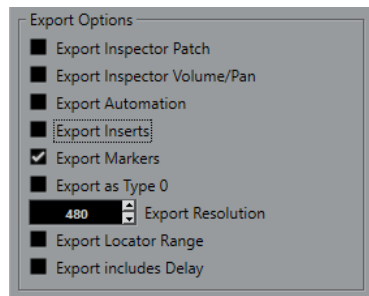 Export Options
Export Inspector Patch
Export Inspector Volume/Pan
Export Automation
Export Inserts
Export Markers
Export as Type 0
480 Export Resolution
Export Locator Range
Export includes Delay